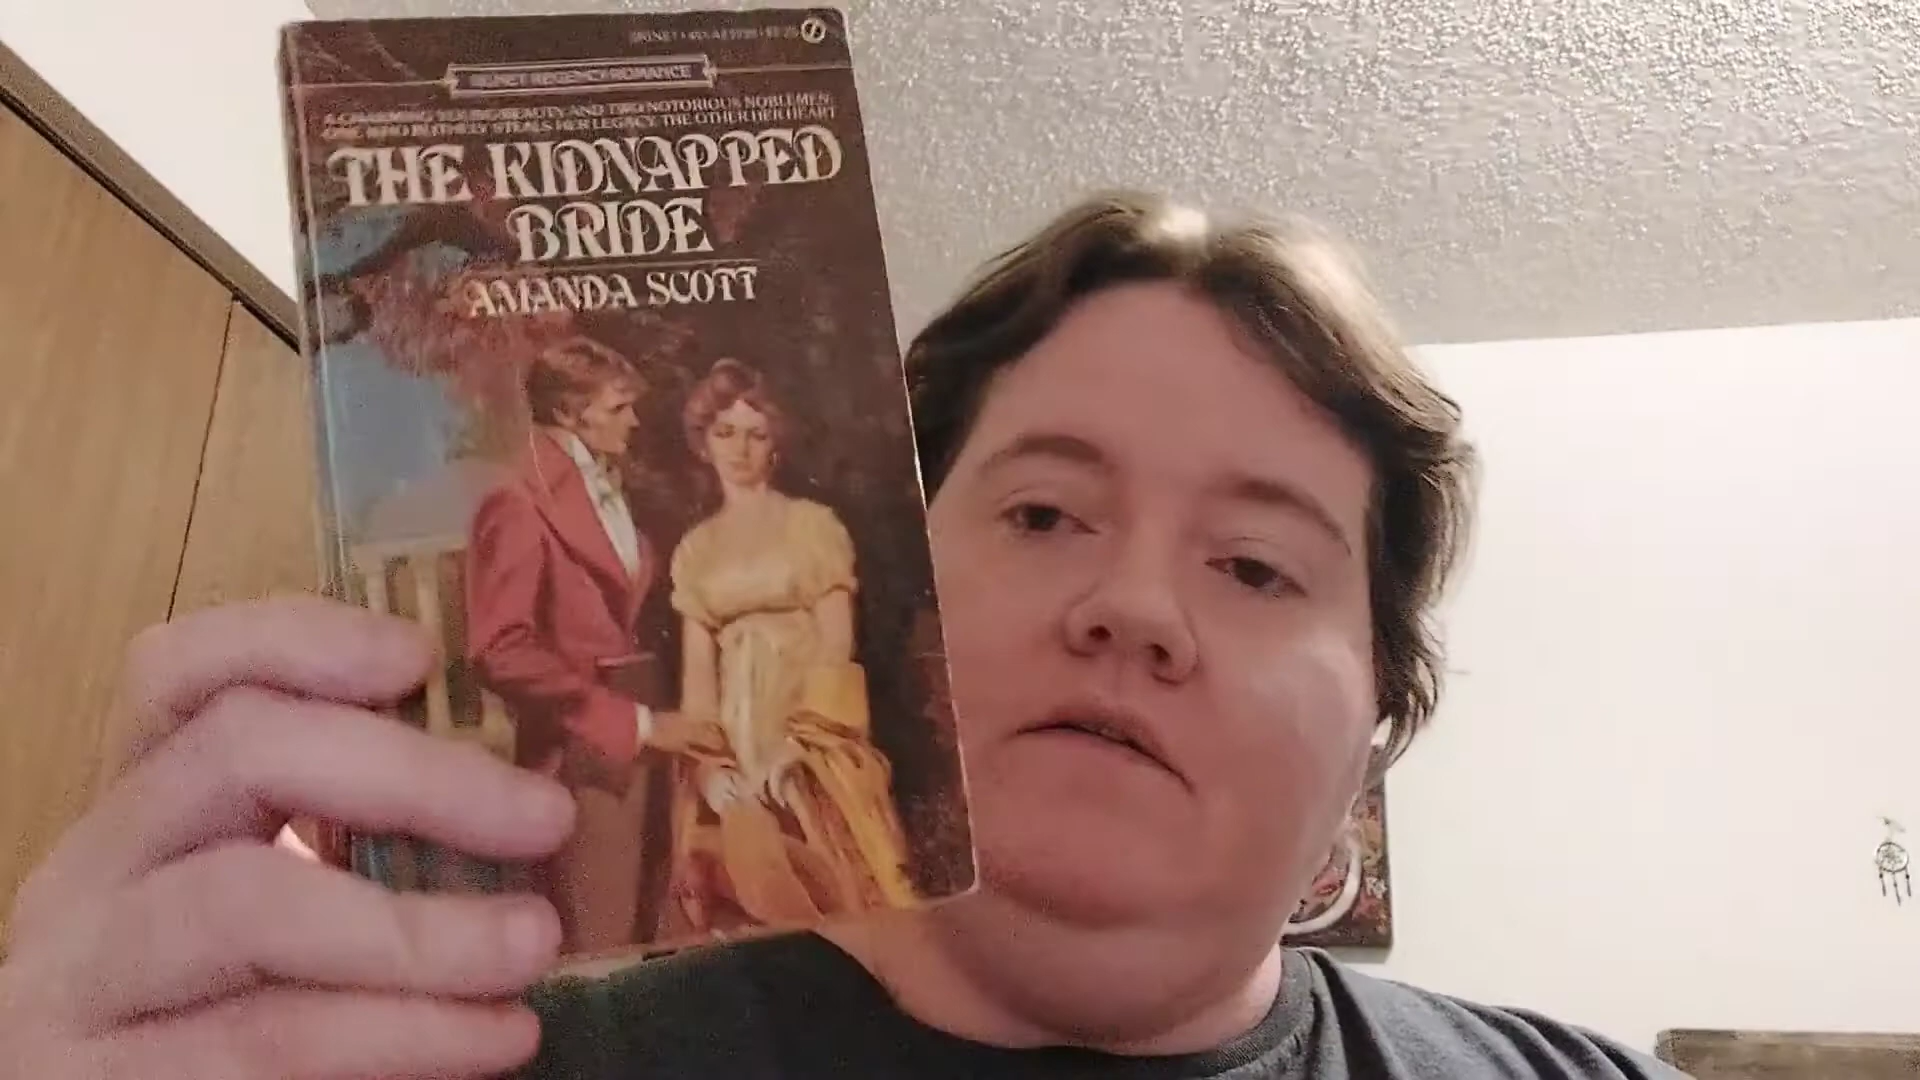 SIGNET REGENCY ROMANCE
A CHARMING YOUNG BEAUTY AND TWO NOTORIOUS NOBLEMEN:
ONE WHO BLITHELY STEALS HER LEGACY, THE OTHER HER HEART
THE KIDNAPPED
BRIDE
AMANDA SCOTT